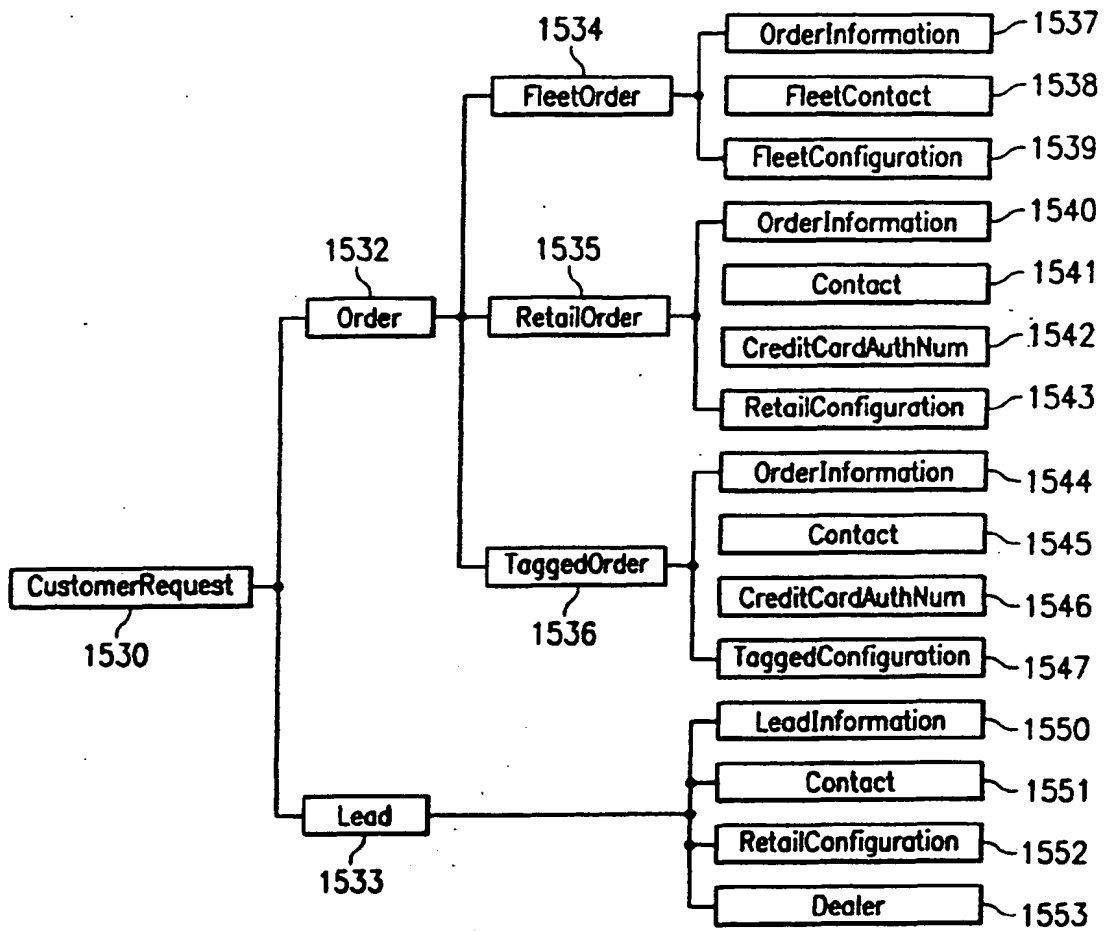 1534
OrderInformation
1537
FleetOrder
FleetContact
1538
FleetConfiguration
1539
1532
1535
OrderInformation
1540
Order
RetailOrder
Contact
1541
CreditCardAuthNum
1542
RetailConfiguration
1543
OrderInformation
1544
Contact
1545
CustomerRequest
1530
TaggedOrder
1536
CreditCardAuthNum
1546
TaggedConfiguration
1547
LeadInformation
1550
Lead
1533
Contact
1551
RetailConfiguration
1552
Dealer
1553